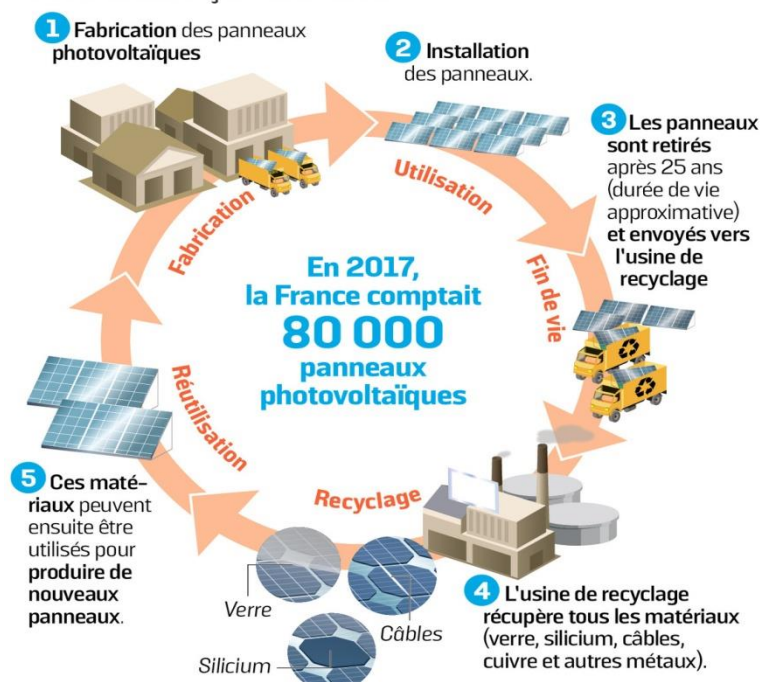 1 Fabrication des panneaux
photovoltaïques
2 Installation
des panneaux.
3 Les panneaux
sont retirés
après 25 ans
(durée de vie
approximative)
et envoyés vers
l'usine de
recyclage
Fabrication
Utilisation
Fin de vie
Recyclage
Réutilisation
En 2017,
la France comptait
80 000
panneaux
photovoltaïques
5 Ces maté-
riaux peuvent
ensuite être
utilisés pour
produire de
nouveaux
panneaux.
Verre
Câbles
Silicium
4 L'usine de recyclage
récupère tous les matériaux
(verre, silicium, câbles,
cuivre et autres métaux).